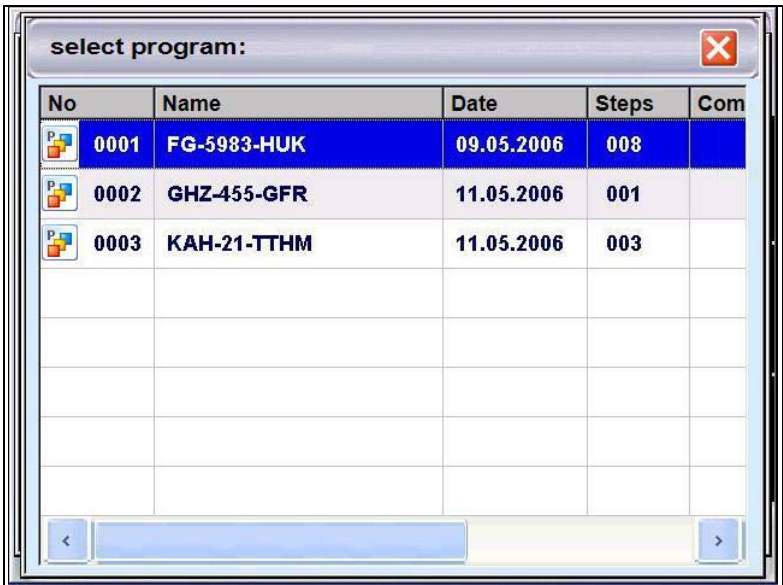 select program:
No Name Date Steps Com
P 0001 FG-5983-HUK 09.05.2006 008
P 0002 GHZ-455-GFR 11.05.2006 001
P 0003 KAH-21-TTHM 11.05.2006 003